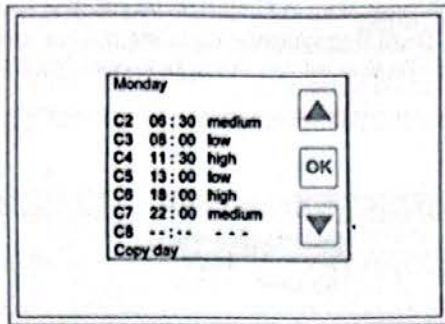 Monday
C2 06:30 medium
C3 08:00 low
C4 11:30 high
C5 13:00 low
C6 18:00 high
C7 22:00 medium
C8 --:-- - - -
Copy day
OK